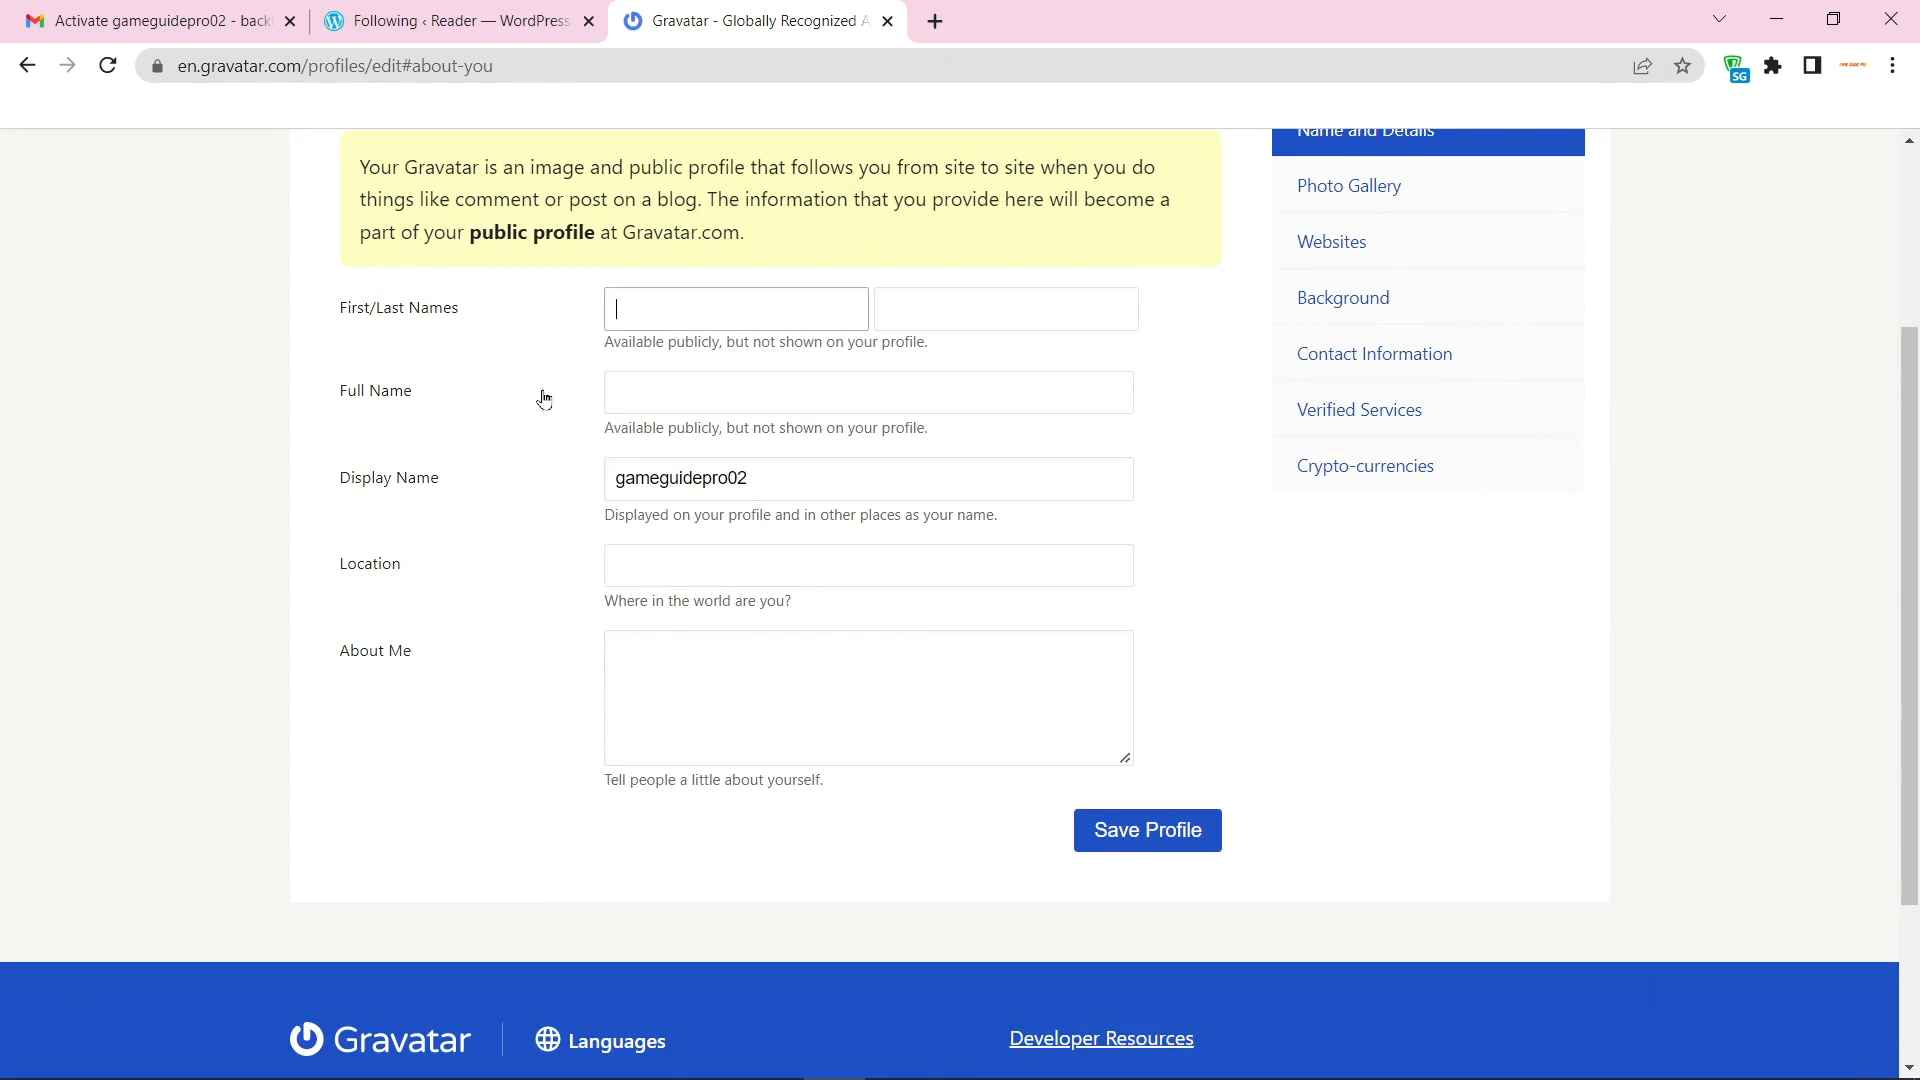 Activate gameguidepro02 - back
Following ‹ Reader — WordPress
Gravatar - Globally Recognized A
en.gravatar.com/profiles/edit#about-you
SG
Name and Details
Your Gravatar is an image and public profile that follows you from site to site when you do
things like comment or post on a blog. The information that you provide here will become a
part of your public profile at Gravatar.com.
Photo Gallery
Websites
Background
Contact Information
Verified Services
Crypto-currencies
First/Last Names
Available publicly, but not shown on your profile.
Full Name
Available publicly, but not shown on your profile.
Display Name
gameguidepro02
Displayed on your profile and in other places as your name.
Location
Where in the world are you?
About Me
Tell people a little about yourself.
Save Profile
Gravatar
Languages
Developer Resources